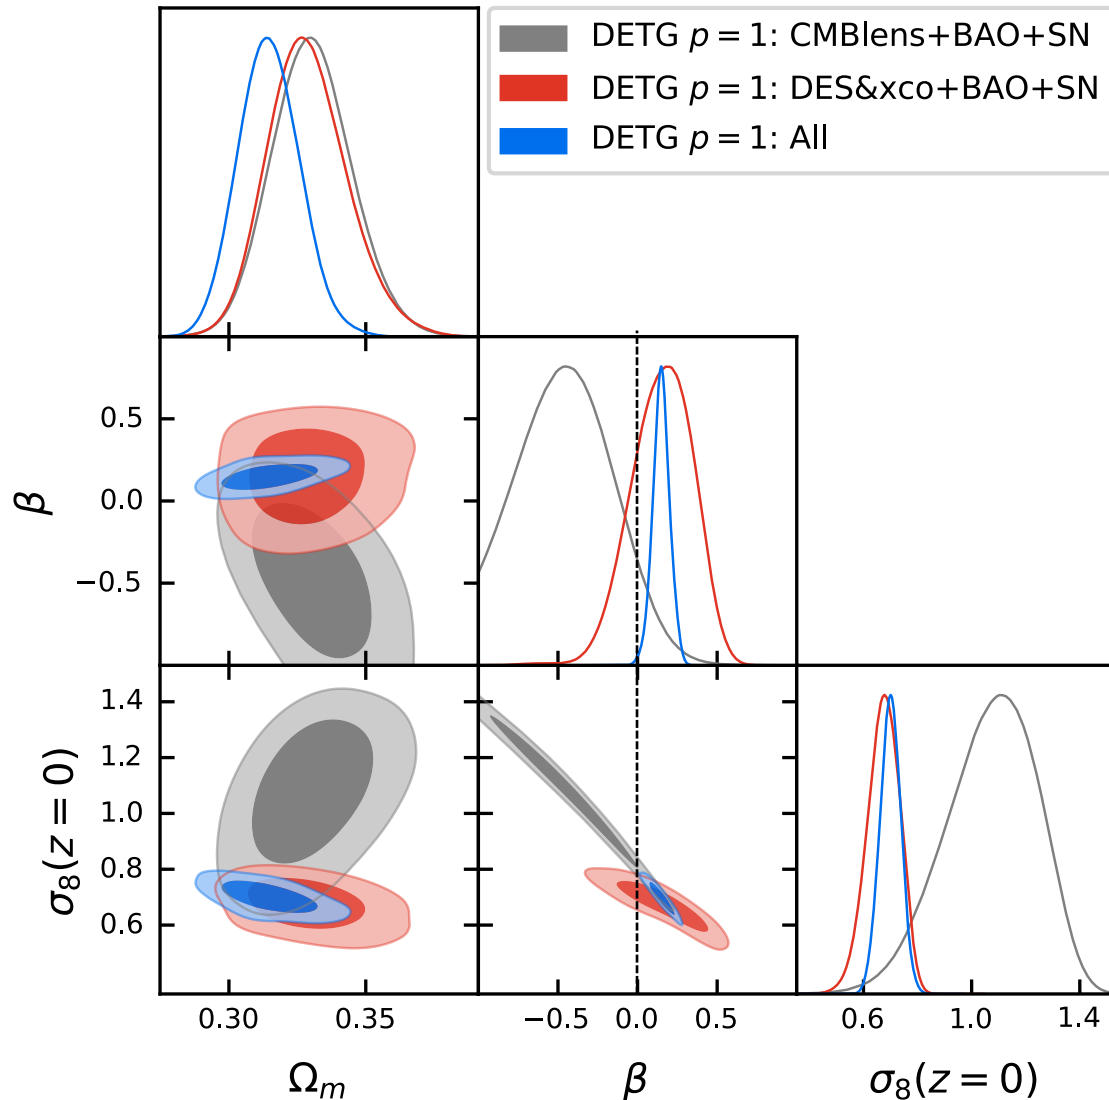 DETG p = 1: CMBlens+BAO+SN
DETG p = 1: DES&xco+BAO+SN
DETG p = 1: All
β
0.5
0.0
−0.5
σ₈(z = 0)
1.4
1.2
1.0
0.8
0.6
0.30 0.35
−0.5 0.0 0.5
0.6 1.0 1.4
Ωₘ
β
σ₈(z = 0)